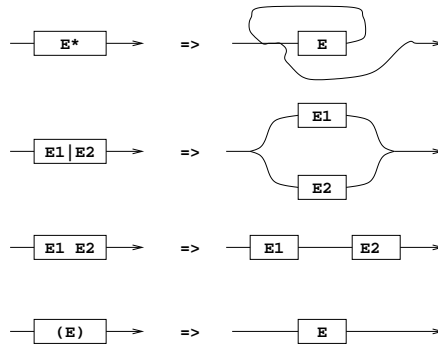 E* => E
E1|E2 => E1
E2
E1 E2 => E1 E2
(E) => E